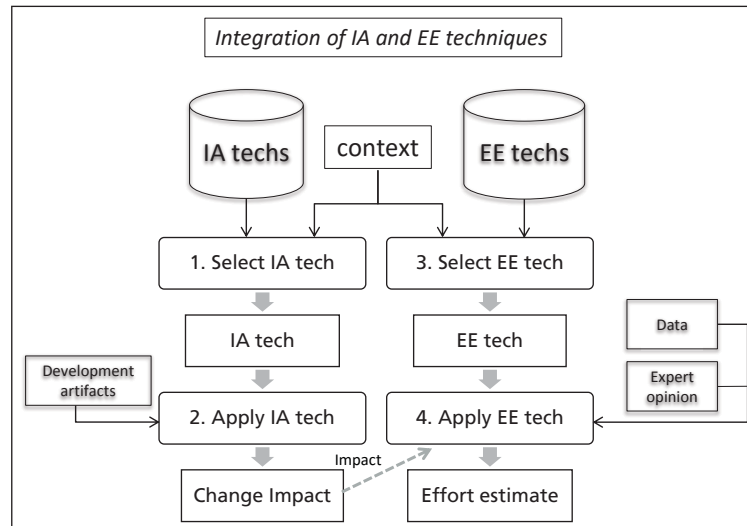 Integration of IA and EE techniques
IA techs
context
EE techs
1. Select IA tech
3. Select EE tech
IA tech
EE tech
Data
Development
artifacts
Expert
opinion
2. Apply IA tech
4. Apply EE tech
Impact
Change Impact
Effort estimate